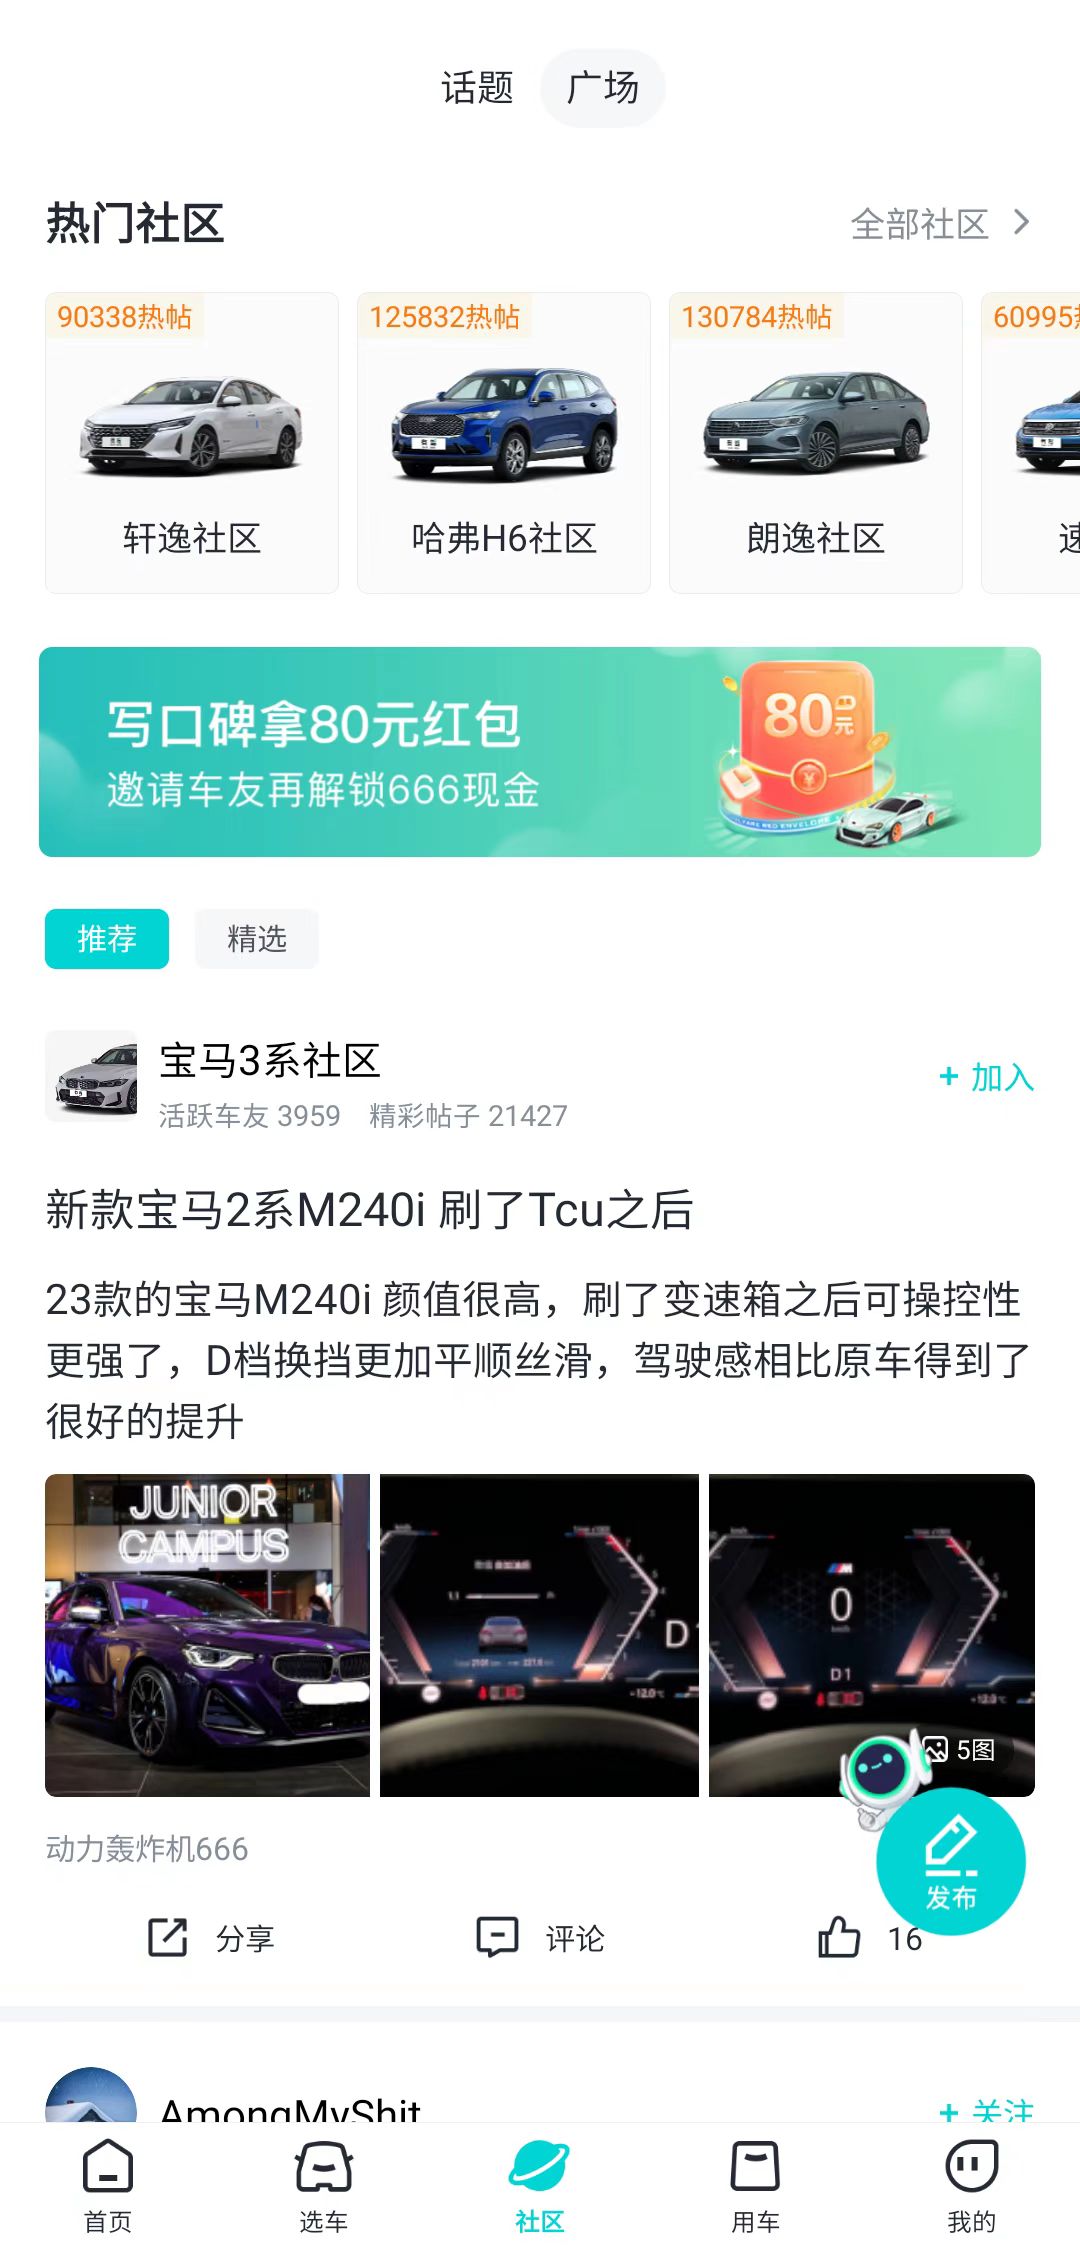 话题 广场
热门社区 全部社区
90338热帖 125832热帖 130784热帖 60995
轩逸社区 哈弗H6社区 朗逸社区
写口碑拿80元红包
邀请车友再解锁666现金
80元
推荐 精选
宝马3系社区
+ 加入
活跃车友 3959 精彩帖子 21427
新款宝马2系M240i 刷了Tcu之后
23款的宝马M240i 颜值很高，刷了变速箱之后可操控性
更强了，D档换挡更加平顺丝滑，驾驶感相比原车得到了
很好的提升
JUNIOR
CAMPUS
D
0
D1
5图
动力轰炸机666
发布
分享 评论 16
AmongMyShit + 关注
首页 选车 社区 用车 我的